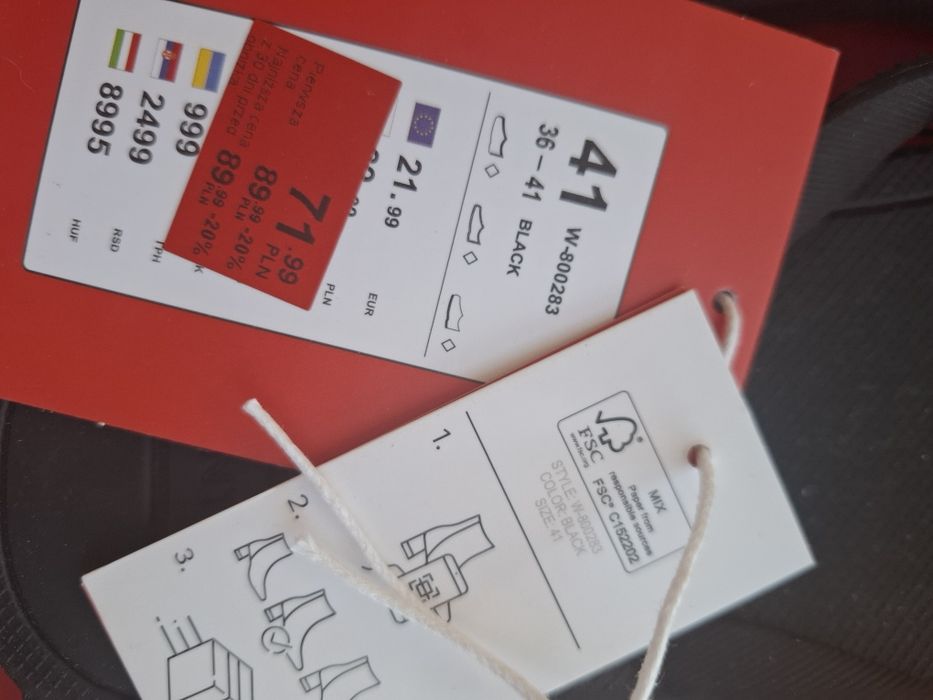 41 W-800283
36 – 41 BLACK
21.99 EUR
PLN
999
2499 RSD
8995 HUF
71.99 PLN
Pierwsza cena 89.99 PLN -20%
Najniższa cena z 30 dni przed obniżką 89.99 PLN -20%
FSC
www.fsc.org
MIX
Paper from
responsible sources
FSC® C152202
STYLE: W-800283
COLOR: BLACK
SIZE: 41
1.
2.
3.